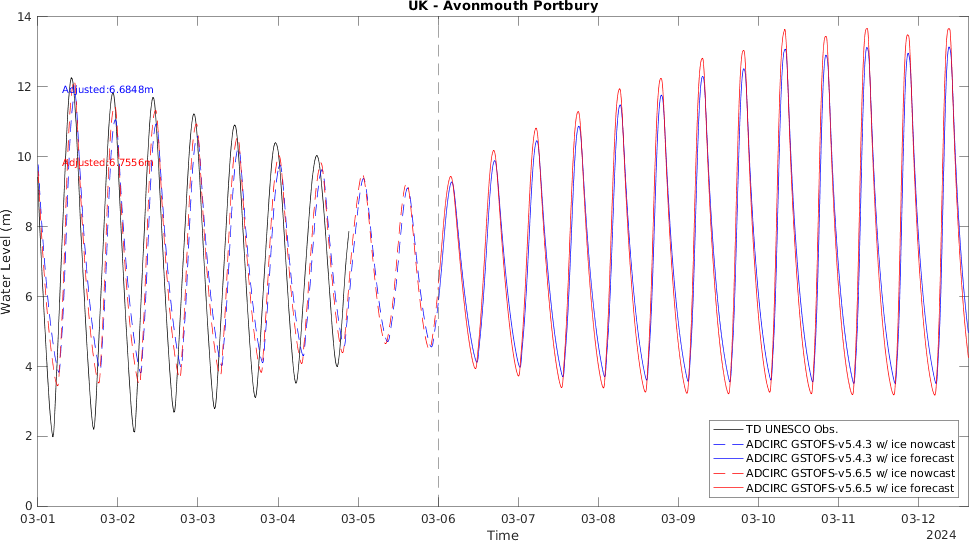 UK - Avonmouth Portbury
14
12
10
8
6
4
2
0
Water Level (m)
Adjusted:6.6848m
Adjusted:6.7556m
TD UNESCO Obs.
ADCIRC GSTOFS-v5.4.3 w/ ice nowcast
ADCIRC GSTOFS-v5.4.3 w/ ice forecast
ADCIRC GSTOFS-v5.6.5 w/ ice nowcast
ADCIRC GSTOFS-v5.6.5 w/ ice forecast
03-01 03-02 03-03 03-04 03-05 03-06 03-07 03-08 03-09 03-10 03-11 03-12
Time
2024